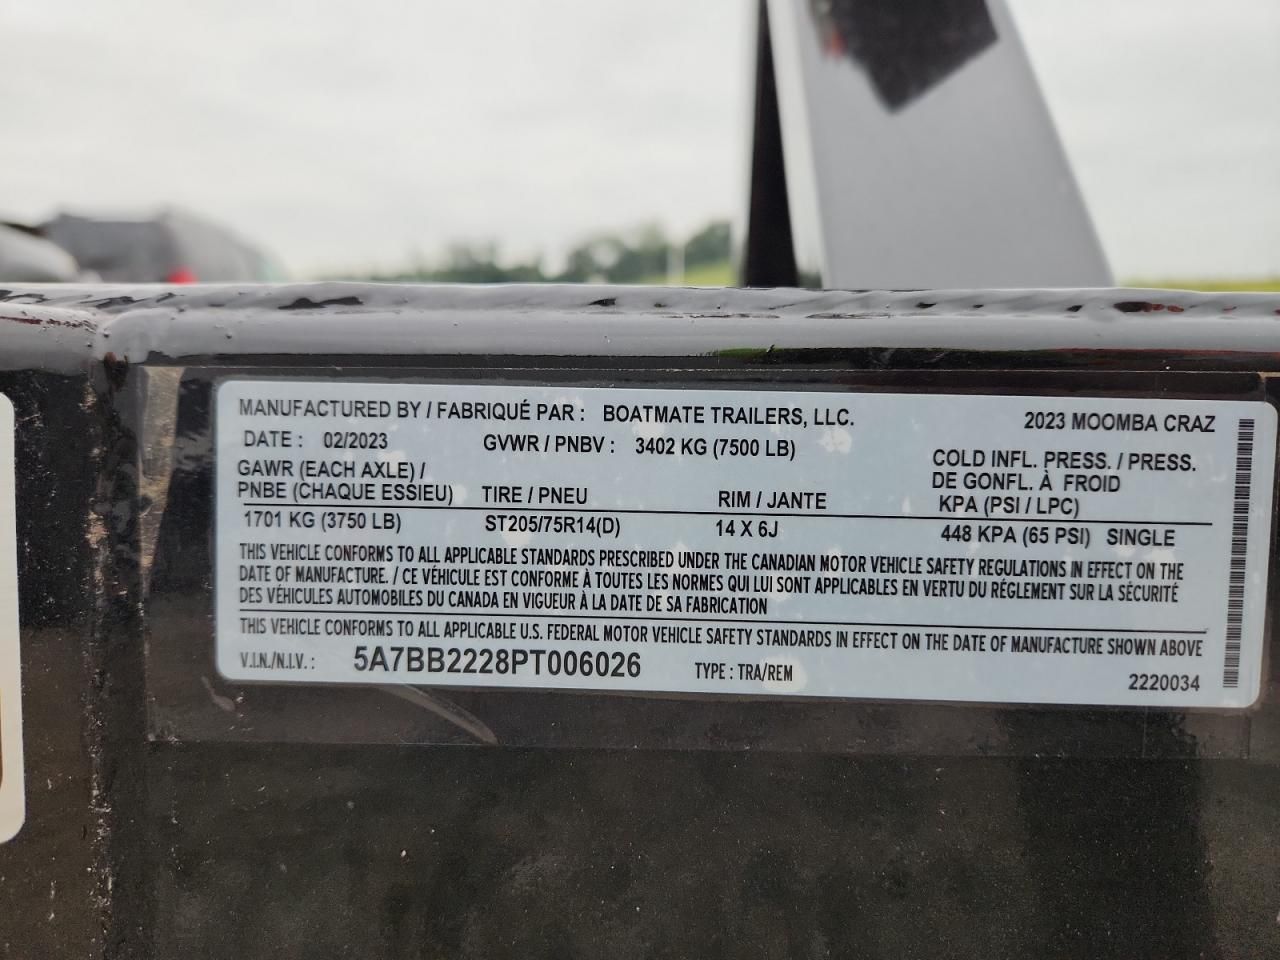 MANUFACTURED BY / FABRIQUÉ PAR : BOATMATE TRAILERS, LLC. 2023 MOOMBA CRAZ
DATE : 02/2023 GVWR / PNBV : 3402 KG (7500 LB)
GAWR (EACH AXLE) / PNBE (CHAQUE ESSIEU) TIRE / PNEU RIM / JANTE COLD INFL. PRESS. / PRESS. DE GONFL. À FROID KPA (PSI / LPC)
1701 KG (3750 LB) ST205/75R14(D) 14 X 6J 448 KPA (65 PSI) SINGLE
THIS VEHICLE CONFORMS TO ALL APPLICABLE STANDARDS PRESCRIBED UNDER THE CANADIAN MOTOR VEHICLE SAFETY REGULATIONS IN EFFECT ON THE
DATE OF MANUFACTURE. / CE VÉHICULE EST CONFORME À TOUTES LES NORMES QUI LUI SONT APPLICABLES EN VERTU DU RÉGLEMENT SUR LA SÉCURITÉ
DES VÉHICULES AUTOMOBILES DU CANADA EN VIGUEUR À LA DATE DE SA FABRICATION
THIS VEHICLE CONFORMS TO ALL APPLICABLE U.S. FEDERAL MOTOR VEHICLE SAFETY STANDARDS IN EFFECT ON THE DATE OF MANUFACTURE SHOWN ABOVE
V.I.N./N.I.V. : 5A7BB2228PT006026 TYPE : TRA/REM 2220034